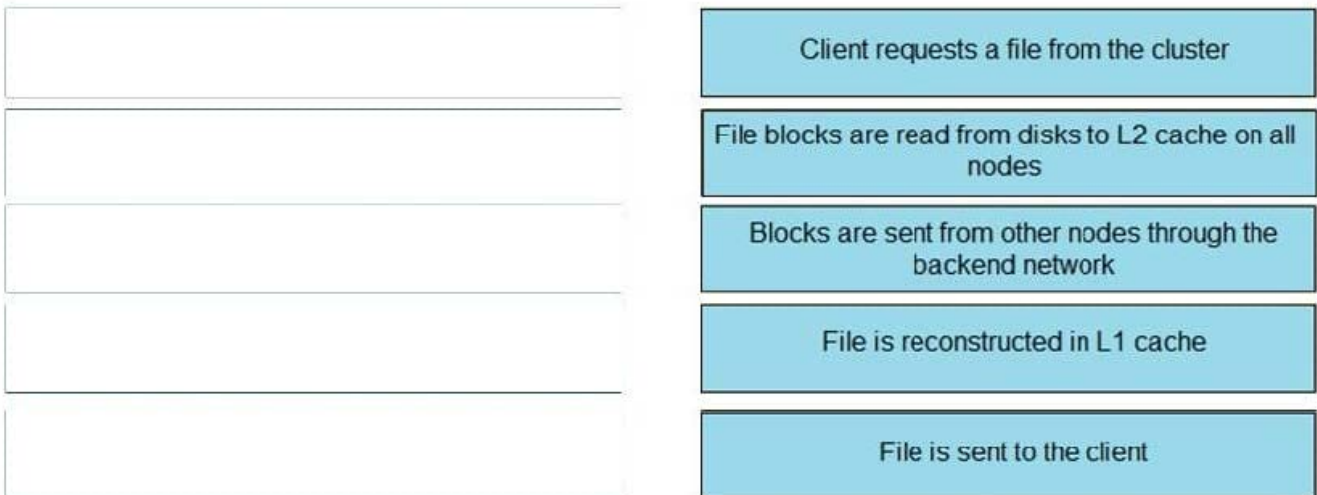 Client requests a file from the cluster
File blocks are read from disks to L2 cache on all
nodes
Blocks are sent from other nodes through the
backend network
File is reconstructed in L1 cache
File is sent to the client